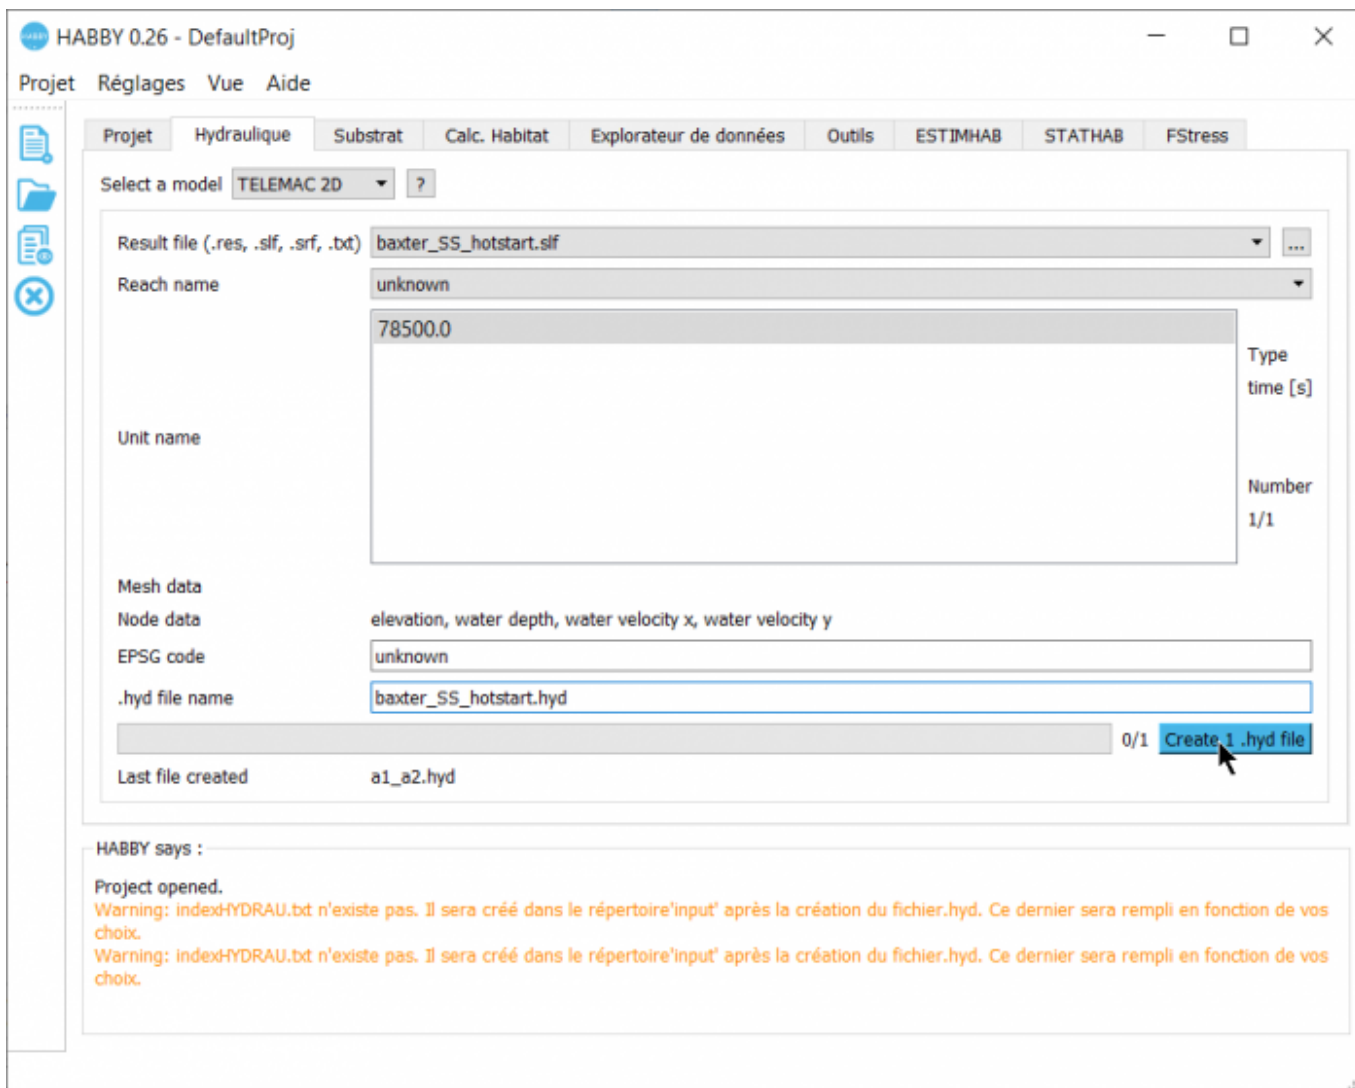 HABBY 0.26 - DefaultProj
Projet Réglages Vue Aide
Projet Hydraulique Substrat Calc. Habitat Explorateur de données Outils ESTIMHAB STATHAB FStress
Select a model TELEMAC 2D ?
Result file (.res, .slf, .srf, .txt) baxter_SS_hotstart.slf ...
Reach name unknown
78500.0
Type
time [s]
Unit name
Number
1/1
Mesh data
Node data elevation, water depth, water velocity x, water velocity y
EPSG code unknown
.hyd file name baxter_SS_hotstart.hyd
0/1 Create 1 .hyd file
Last file created a1_a2.hyd
HABBY says :
Project opened.
Warning: indexHYDRAU.txt n'existe pas. Il sera créé dans le répertoire'input' après la création du fichier.hyd. Ce dernier sera rempli en fonction de vos
choix.
Warning: indexHYDRAU.txt n'existe pas. Il sera créé dans le répertoire'input' après la création du fichier.hyd. Ce dernier sera rempli en fonction de vos
choix.